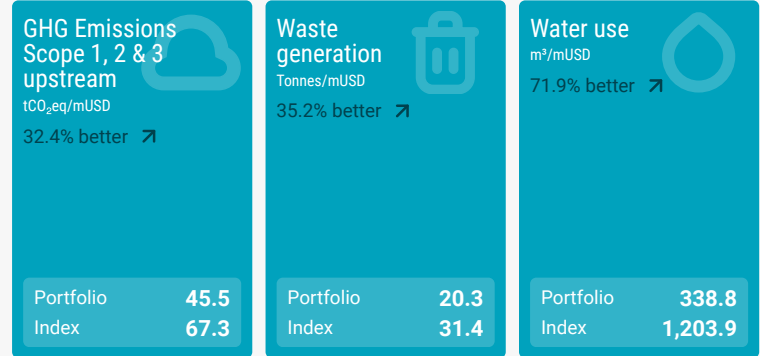 GHG Emissions
Scope 1, 2 & 3
upstream
tCO₂eq/mUSD
32.4% better
Portfolio 45.5
Index 67.3
Waste
generation
Tonnes/mUSD
35.2% better
Portfolio 20.3
Index 31.4
Water use
m³/mUSD
71.9% better
Portfolio 338.8
Index 1,203.9